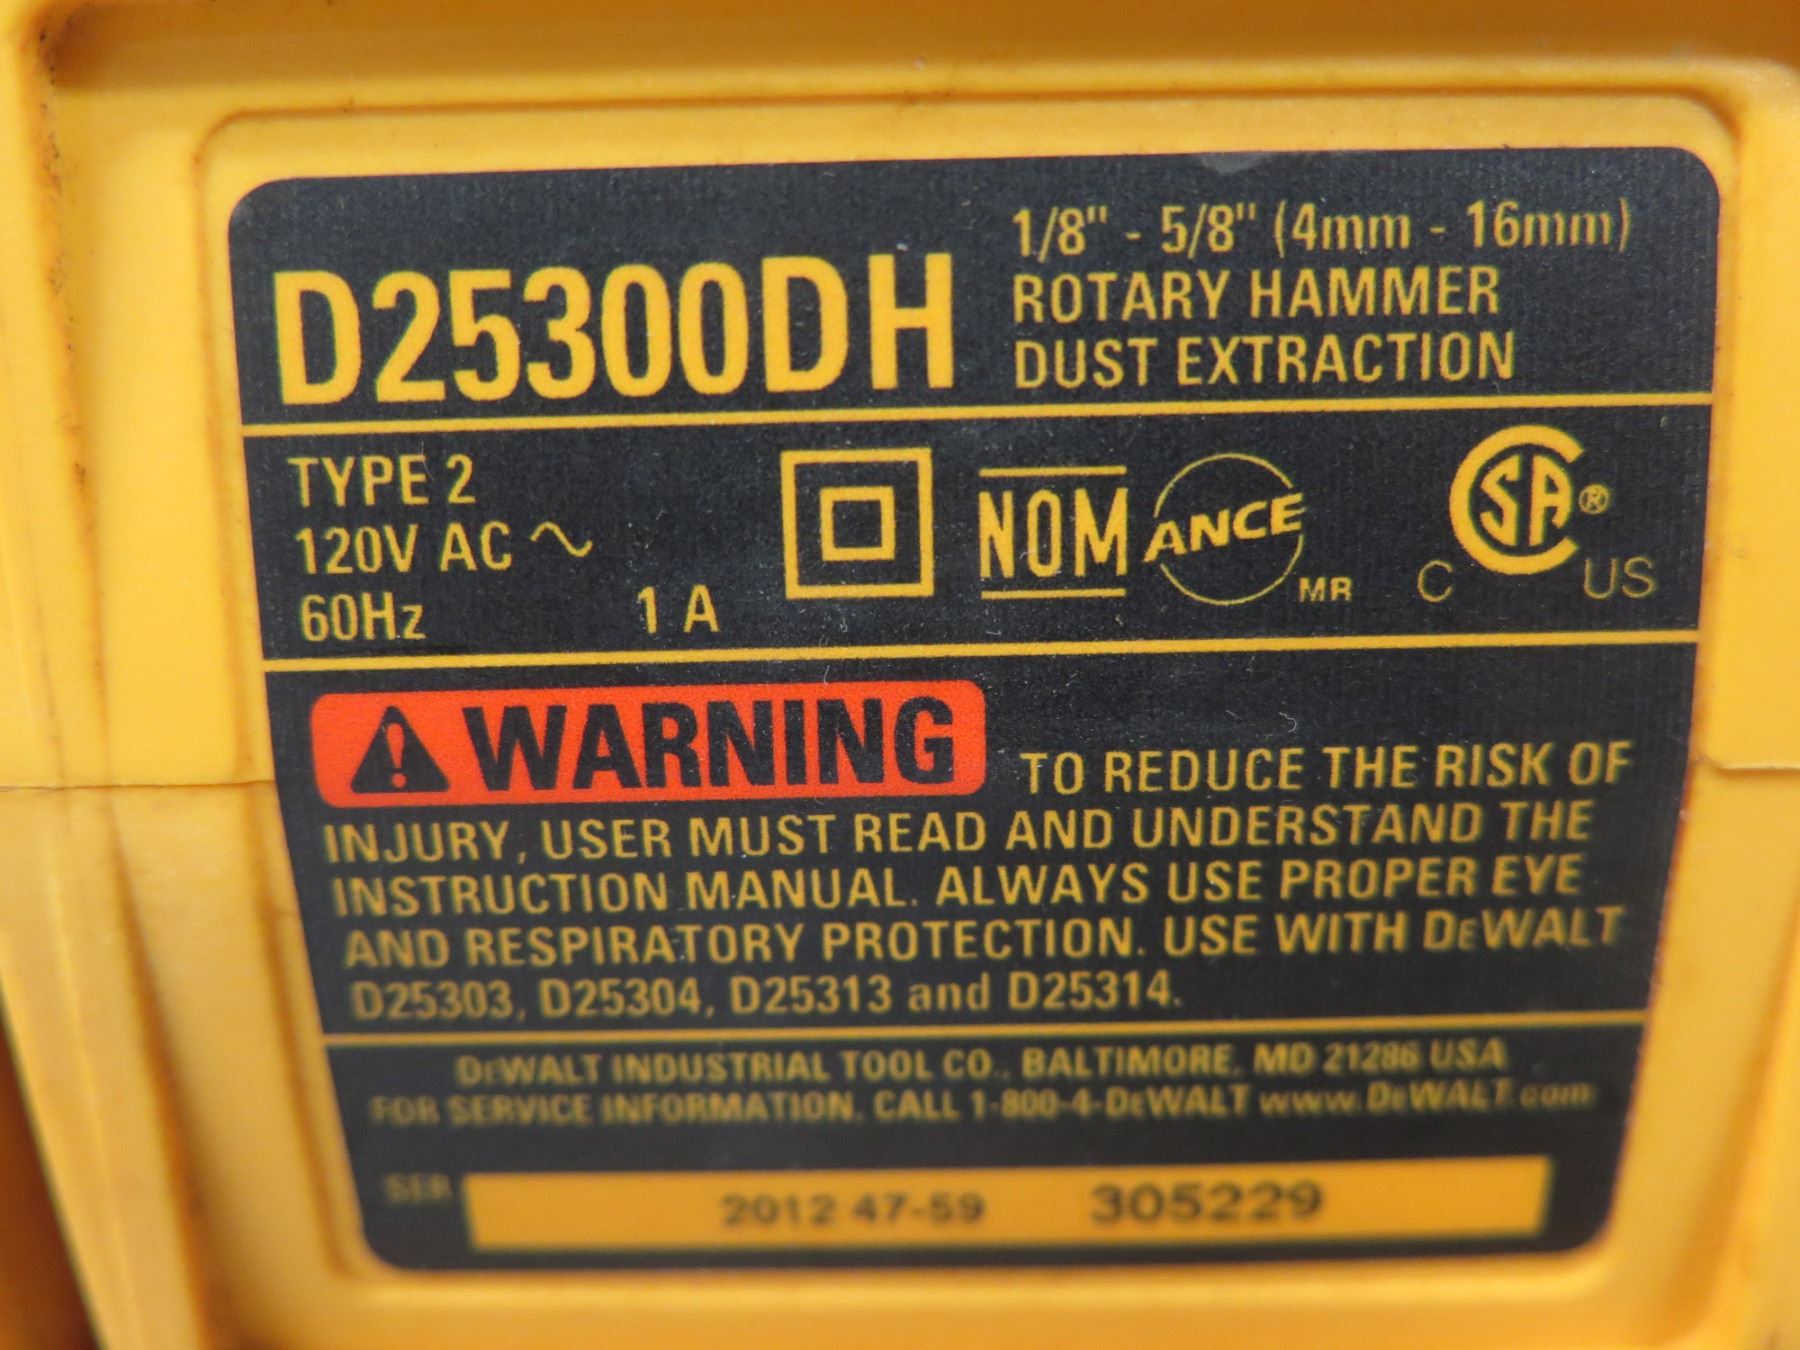 D25300DH
1/8" - 5/8" (4mm - 16mm)
ROTARY HAMMER
DUST EXTRACTION
TYPE 2
120V AC ~
60Hz 1 A
NOM ANCE MR
C SA® US
WARNING TO REDUCE THE RISK OF
INJURY, USER MUST READ AND UNDERSTAND THE
INSTRUCTION MANUAL. ALWAYS USE PROPER EYE
AND RESPIRATORY PROTECTION. USE WITH DEWALT
D25303, D25304, D25313 and D25314.
DEWALT INDUSTRIAL TOOL CO., BALTIMORE, MD 21286 USA
FOR SERVICE INFORMATION, CALL 1-800-4-DEWALT www.DEWALT.com
SER 2012 47-59 305229